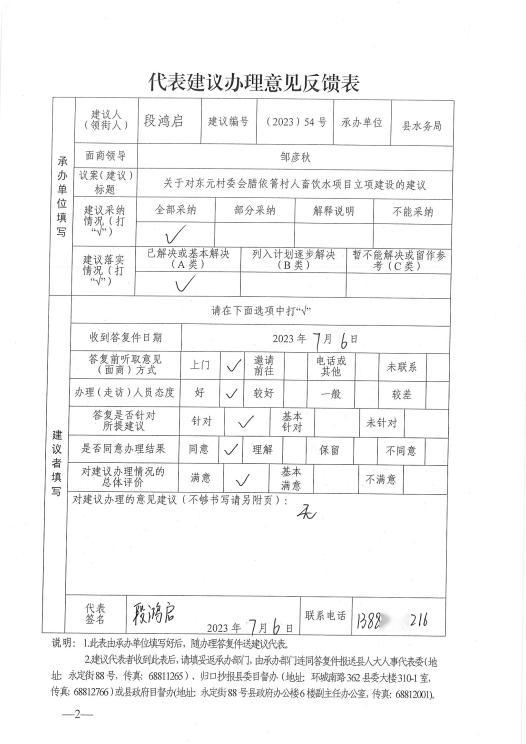 代表建议办理意见反馈表
承办单位填写
建议人（领衔人） 段鸿启 建议编号 （2023）54号 承办单位 县水务局
面商领导 邹彦秋
议案（建议）标题 关于对东元村委会腊依箐村人畜饮水项目立项建设的建议
建议采纳情况（打“√”） 全部采纳 部分采纳 解释说明 不能采纳
√
建议落实情况（打“√”） 已解决或基本解决（A类） 列入计划逐步解决（B类） 暂不能解决或留作参考（C类）
√
建议者填写
请在下面选项中打“√”
收到答复件日期 2023年7月6日
答复前听取意见（面商）方式 上门 √ 邀请前往 电话或其他 未联系
办理（走访）人员态度 好 √ 较好 一般 较差
答复是否针对所提建议 针对 √ 基本针对 未针对
是否同意办理结果 同意 √ 理解 保留 不同意
对建议办理情况的总体评价 满意 √ 基本满意 不满意
对建议办理的意见建议（不够书写请另附页）：
无
代表签名 段鸿启 2023年7月6日 联系电话 1388 216
说明：1.此表由承办单位填写好后，随办理答复件送建议代表。
2.建议代表者收到此表后，请填妥返承办部门，由承办部门连同答复件报送县人大人事代表委（地
址：永定街88号，传真：68811265）、归口抄报县委目督办（地址：环城南路362县委大楼310-1室，
传真：68812766）或县政府目督办(地址：永定街88号县政府办公楼6楼副主任办公室，传真：68812001)。
—2—